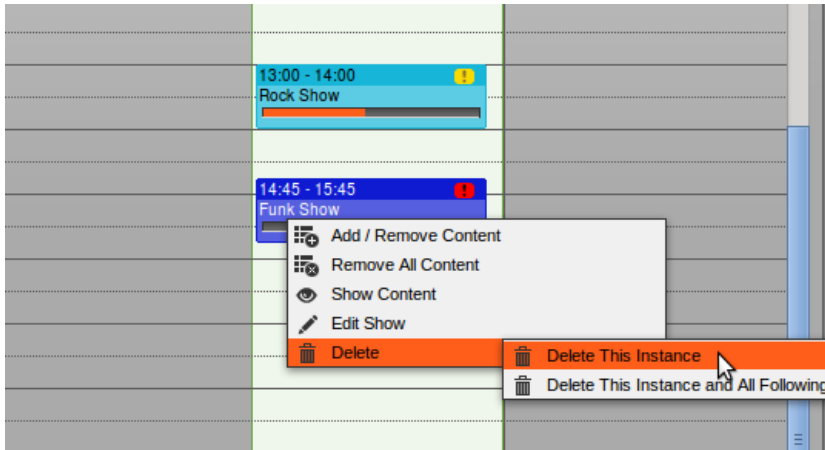 13:00 - 14:00 !
Rock Show
14:45 - 15:45 !
Funk Show
Add / Remove Content
Remove All Content
Show Content
Edit Show
Delete
Delete This Instance
Delete This Instance and All Following